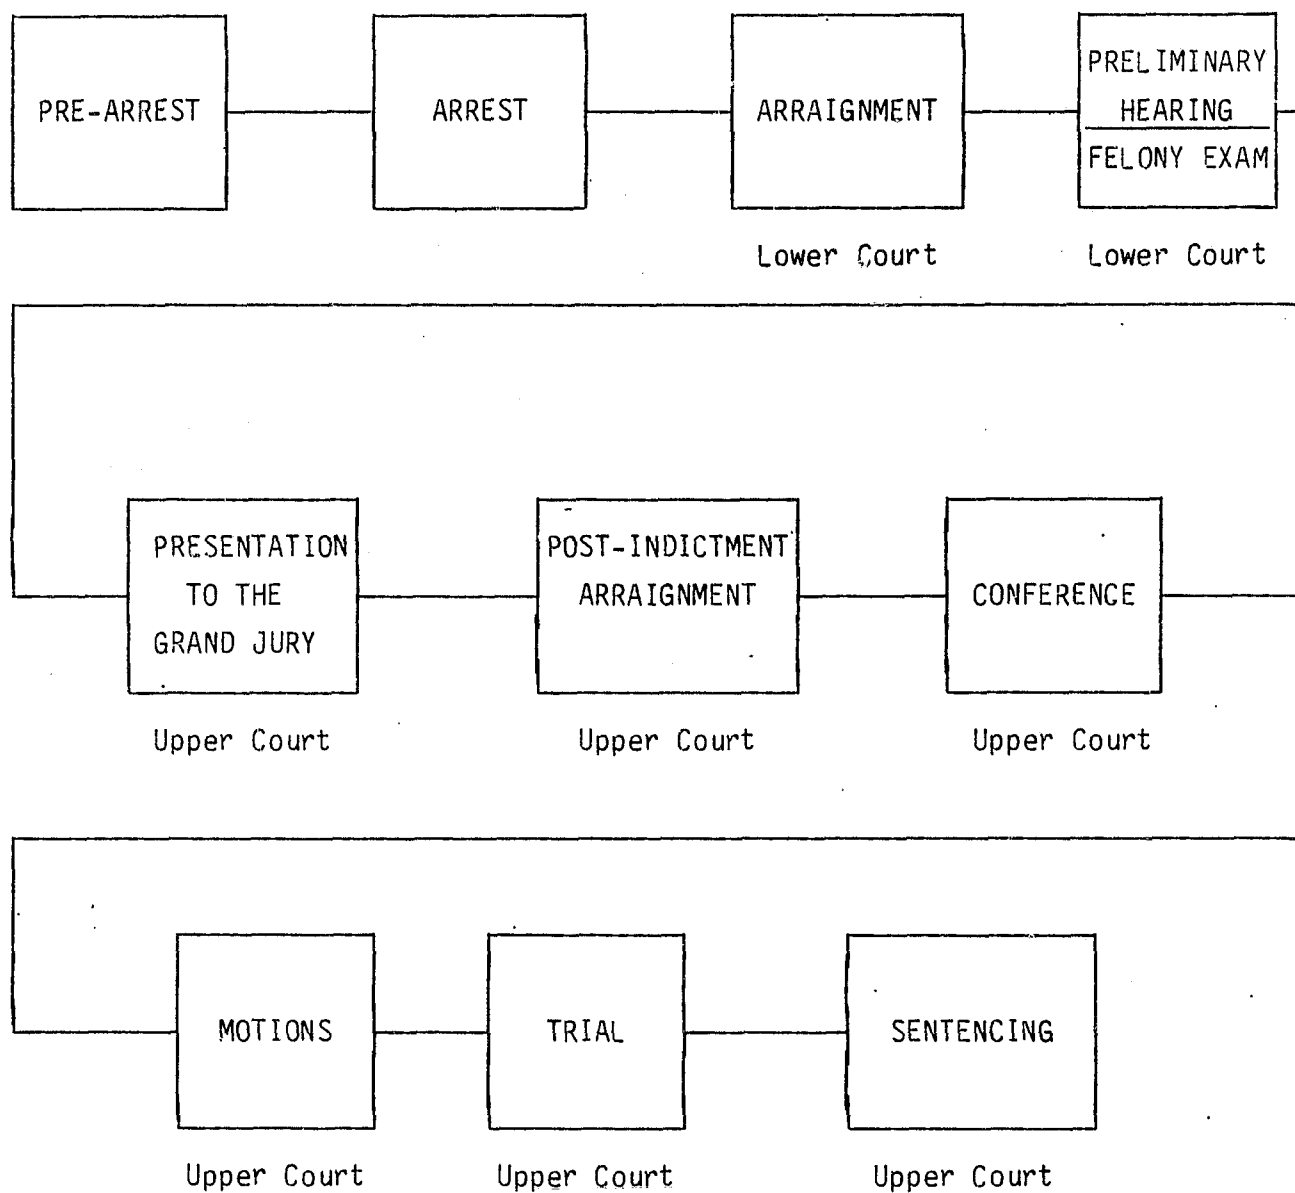 PRE-ARREST
ARREST
ARRAIGNMENT
PRELIMINARY
HEARING
FELONY EXAM
Lower Court
Lower Court
PRESENTATION
TO THE
GRAND JURY
POST-INDICTMENT
ARRAIGNMENT
CONFERENCE
Upper Court
Upper Court
Upper Court
MOTIONS
TRIAL
SENTENCING
Upper Court
Upper Court
Upper Court